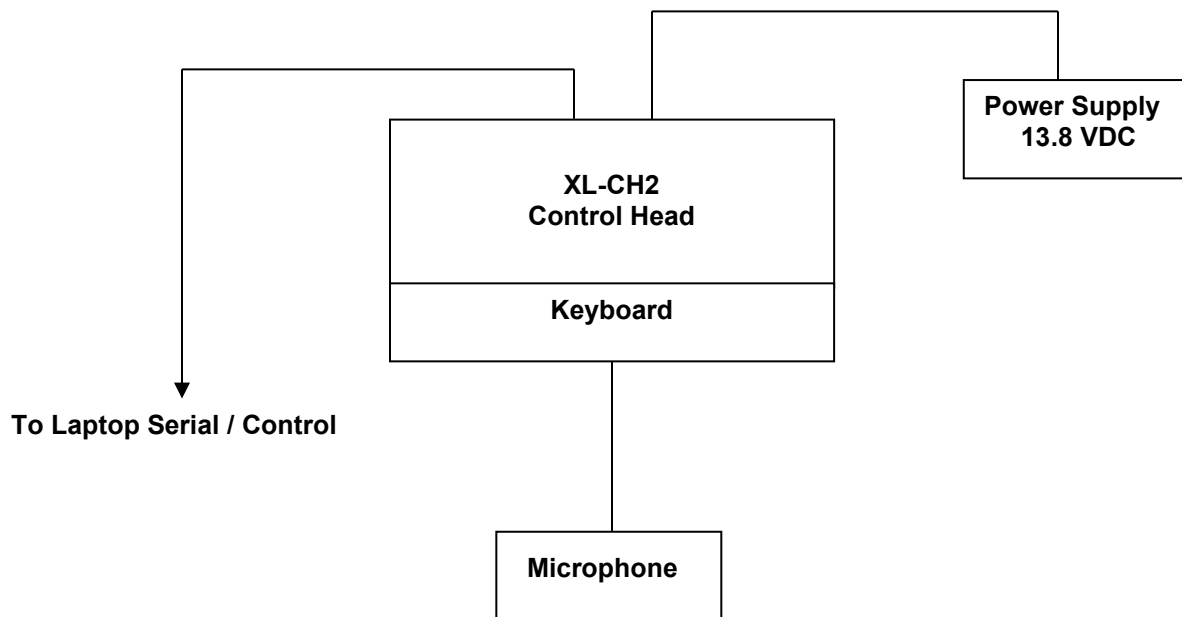 Power Supply
13.8 VDC
XL-CH2
Control Head
Keyboard
To Laptop Serial / Control
Microphone